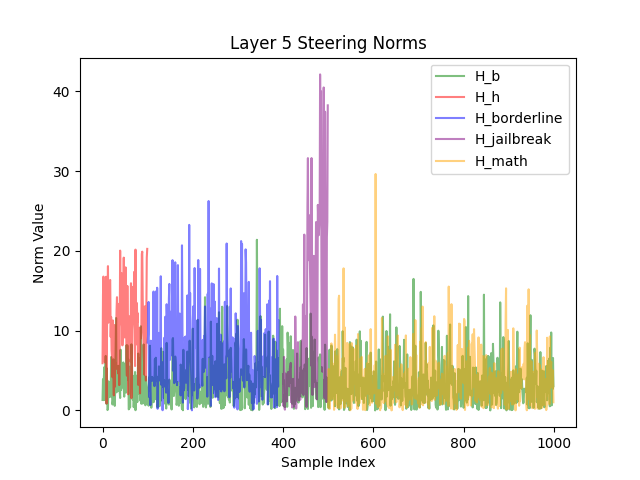 Layer 5 Steering Norms
Norm Value
40
30
20
10
0
0
200
400
600
800
1000
Sample Index
H_b
H_h
H_borderline
H_jailbreak
H_math